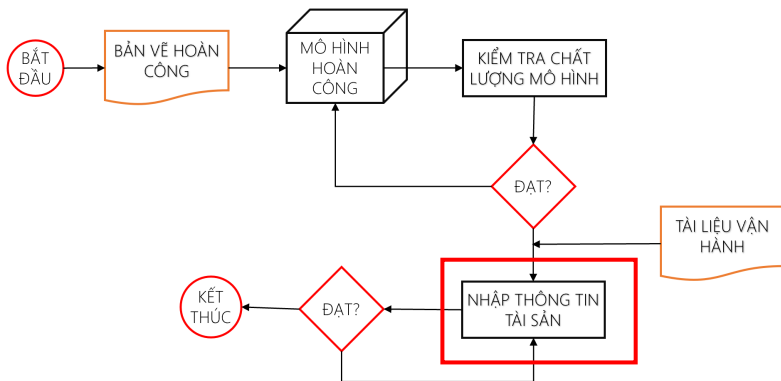 BẮT
ĐẦU
BẢN VẼ HOÀN
CÔNG
MÔ HÌNH
HOÀN
CÔNG
KIỂM TRA CHẤT
LƯỢNG MÔ HÌNH
ĐẠT?
TÀI LIỆU VẬN
HÀNH
NHẬP THÔNG TIN
TÀI SẢN
ĐẠT?
KẾT
THÚC